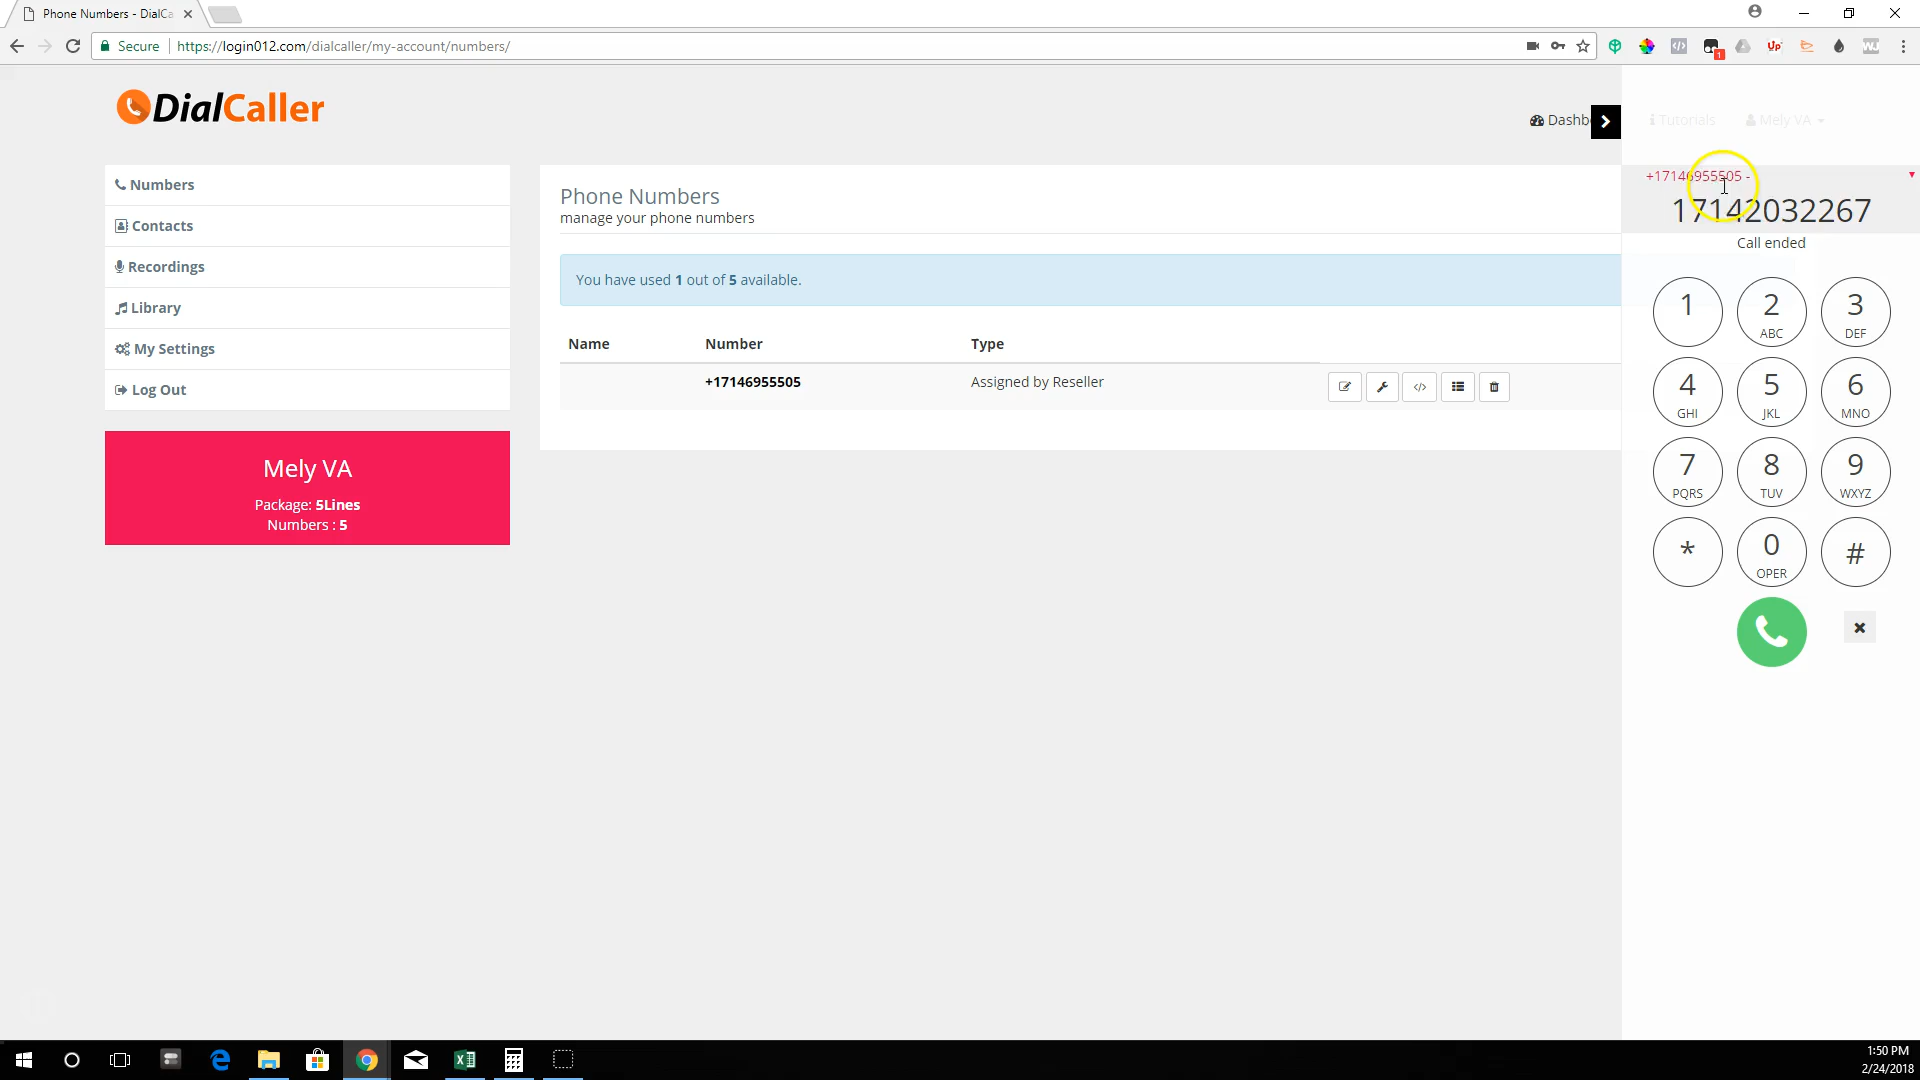 Phone Numbers - DialCa
Secure
https://login012.com/dialcaller/my-account/numbers/
1
Up
WJ
DialCaller
Dashb
Tutorials
Mely VA
Numbers
Contacts
Recordings
Library
My Settings
Log Out
Mely VA
Package: 5Lines
Numbers : 5
Phone Numbers
manage your phone numbers
You have used 1 out of 5 available.
Name Number Type
+17146955505 Assigned by Reseller
</>
+17146955505 -
17142032267
Call ended
1 2 3
ABC DEF
4 5 6
GHI JKL MNO
7 8 9
PQRS TUV WXYZ
* 0 #
OPER
1:50 PM
2/24/2018